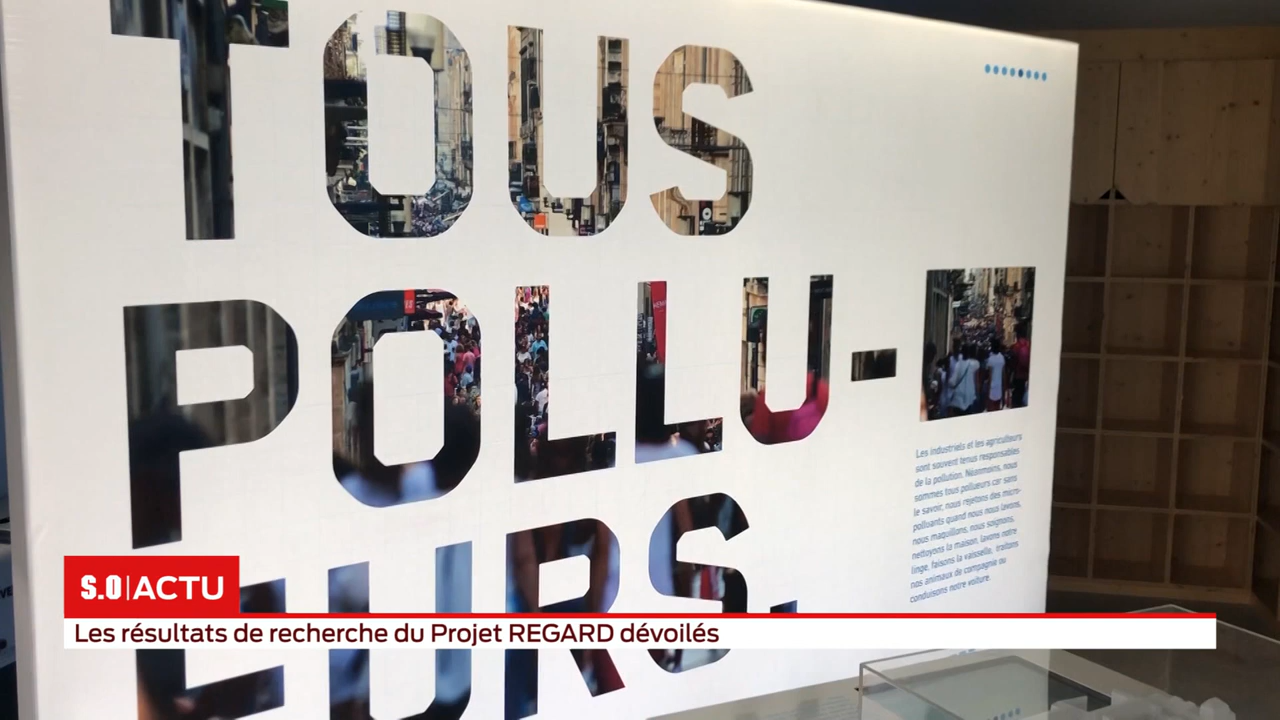 TOUS
POLLU-
EURS.
Les industriels et les agriculteurs
sont souvent tenus responsables
de la pollution. Néanmoins, nous
sommes tous pollueurs car sans
le savoir, nous rejetons des micro-
polluants quand nous nous lavons,
nous maquillons, nous soignons,
nettoyons la maison, lavons notre
linge, faisons la vaisselle, traitons
nos animaux de compagnie ou
conduisons notre voiture.
S.O|ACTU
Les résultats de recherche du Projet REGARD dévoilés